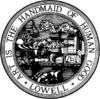 ART IS THE HANDMAID OF HUMAN GOOD
• LOWELL •